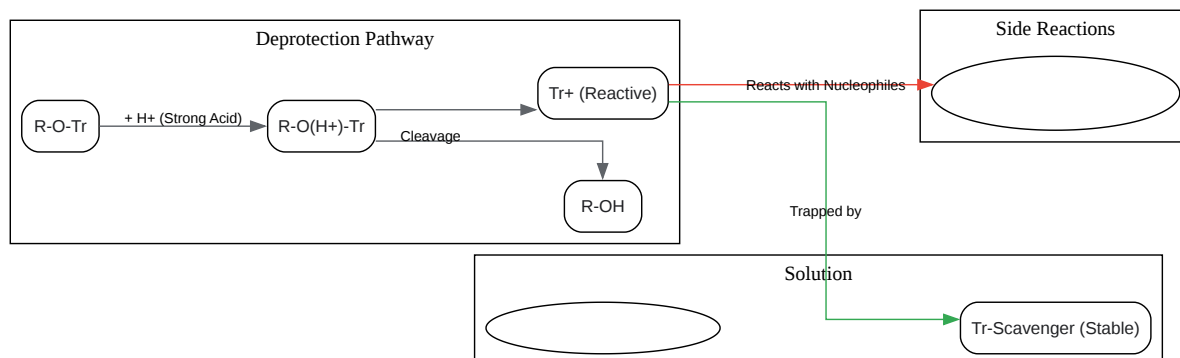 Deprotection Pathway
Side Reactions
R-O-Tr
+ H+ (Strong Acid)
R-O(H+)-Tr
Tr+ (Reactive)
Reacts with Nucleophiles
Cleavage
R-OH
Trapped by
Solution
Tr-Scavenger (Stable)